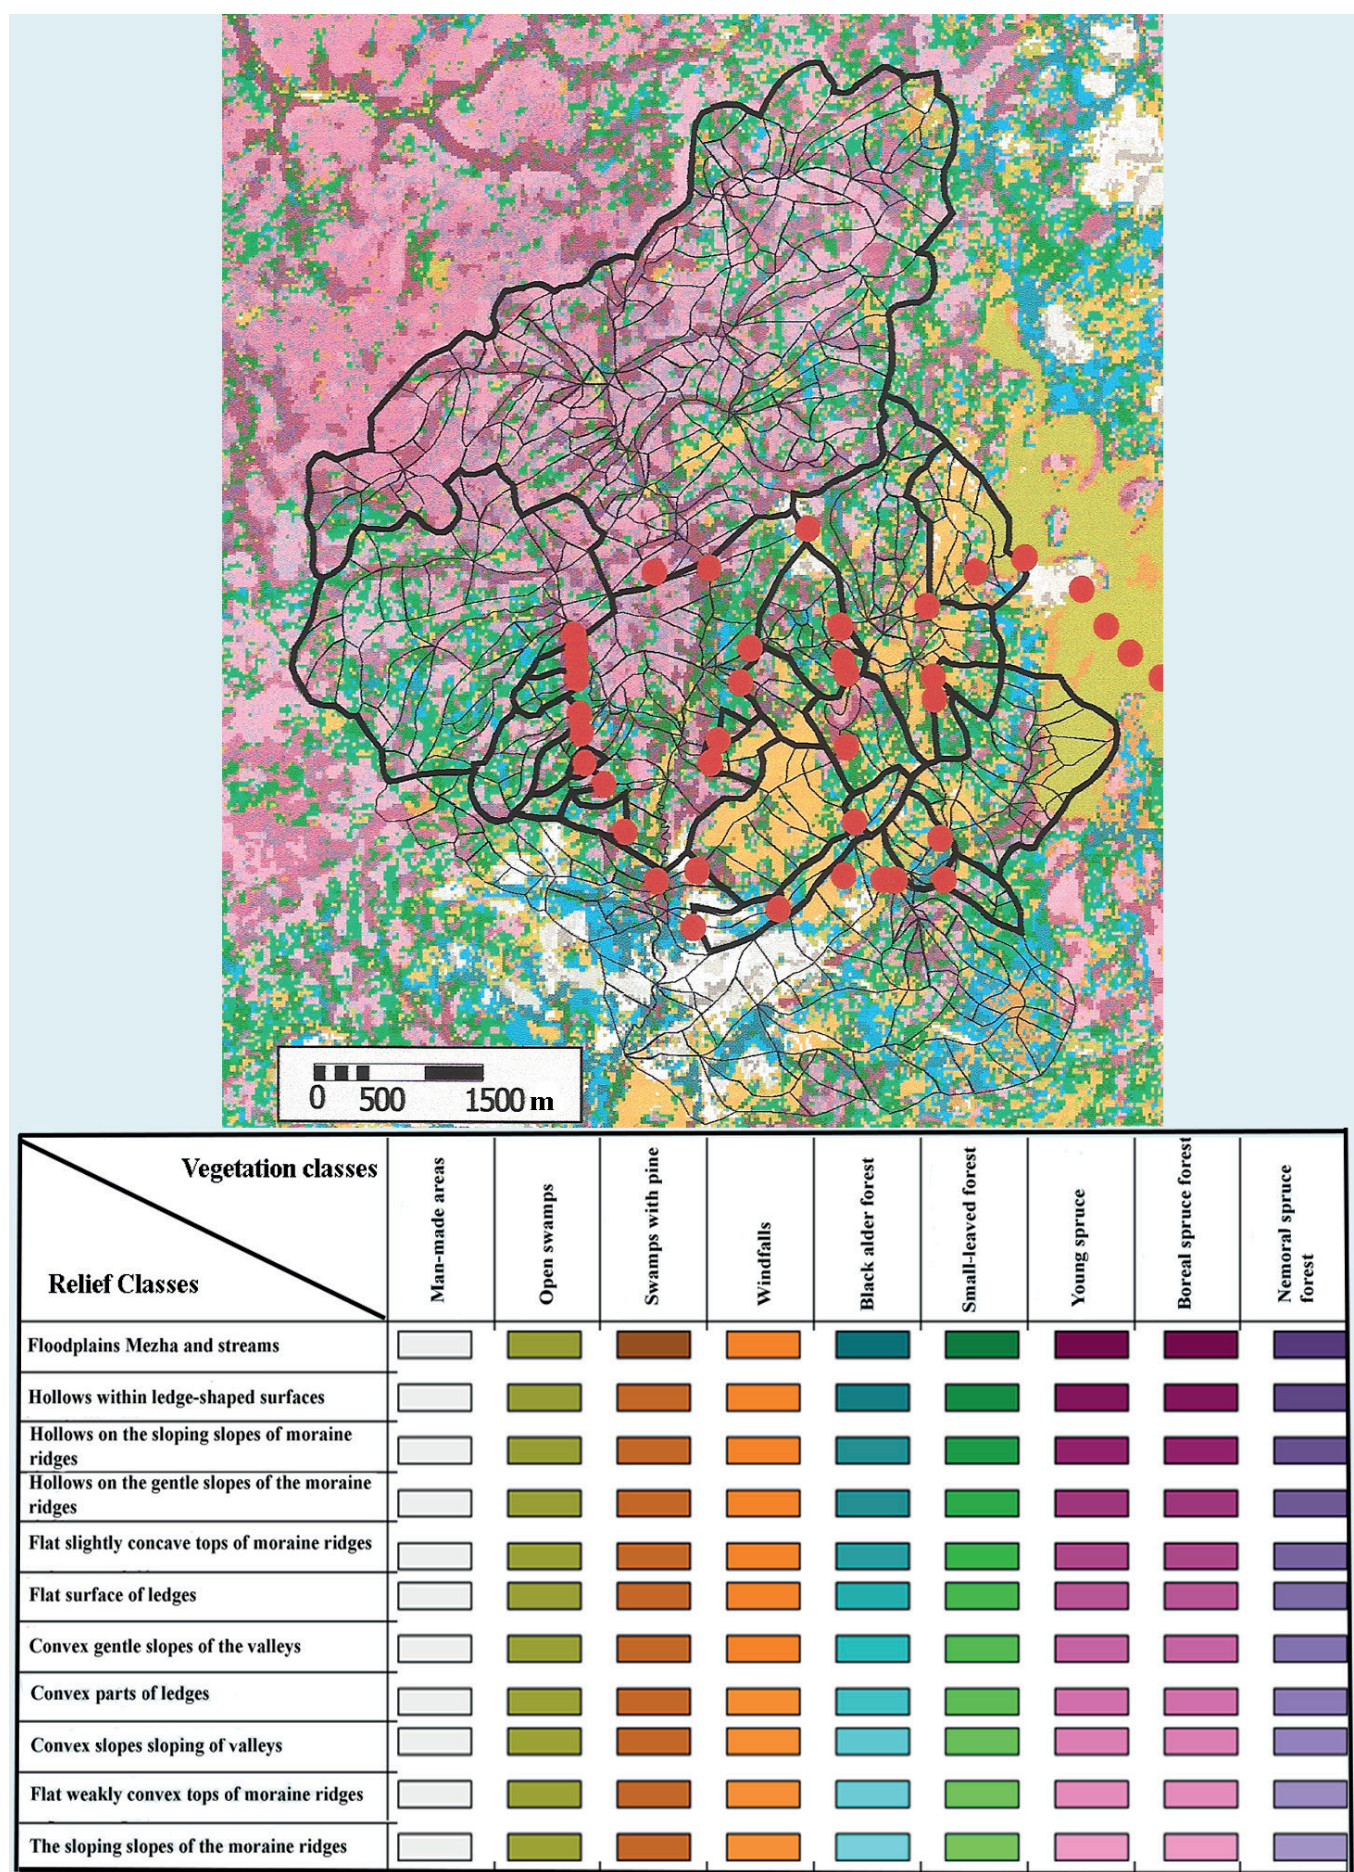 0 500 1500 m
Vegetation classes
Relief Classes
Man-made areas
Open swamps
Swamps with pine
Windfalls
Black alder forest
Small-leaved forest
Young spruce
Boreal spruce forest
Nemoral spruce
forest
Floodplains Mezha and streams
Hollows within ledge-shaped surfaces
Hollows on the sloping slopes of moraine
ridges
Hollows on the gentle slopes of the moraine
ridges
Flat slightly concave tops of moraine ridges
Flat surface of ledges
Convex gentle slopes of the valleys
Convex parts of ledges
Convex slopes sloping of valleys
Flat weakly convex tops of moraine ridges
The sloping slopes of the moraine ridges